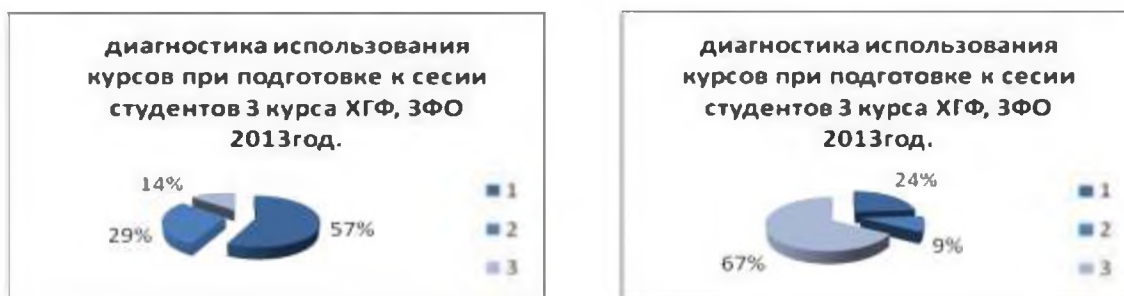 диагностика использования
курсов при подготовке к сесии
студентов 3 курса ХГФ, ЗФО
2013год.
14%
29%
57%
1
2
3
диагностика использования
курсов при подготовке к сесии
студентов 3 курса ХГФ, ЗФО
2013год.
24%
9%
67%
1
2
3